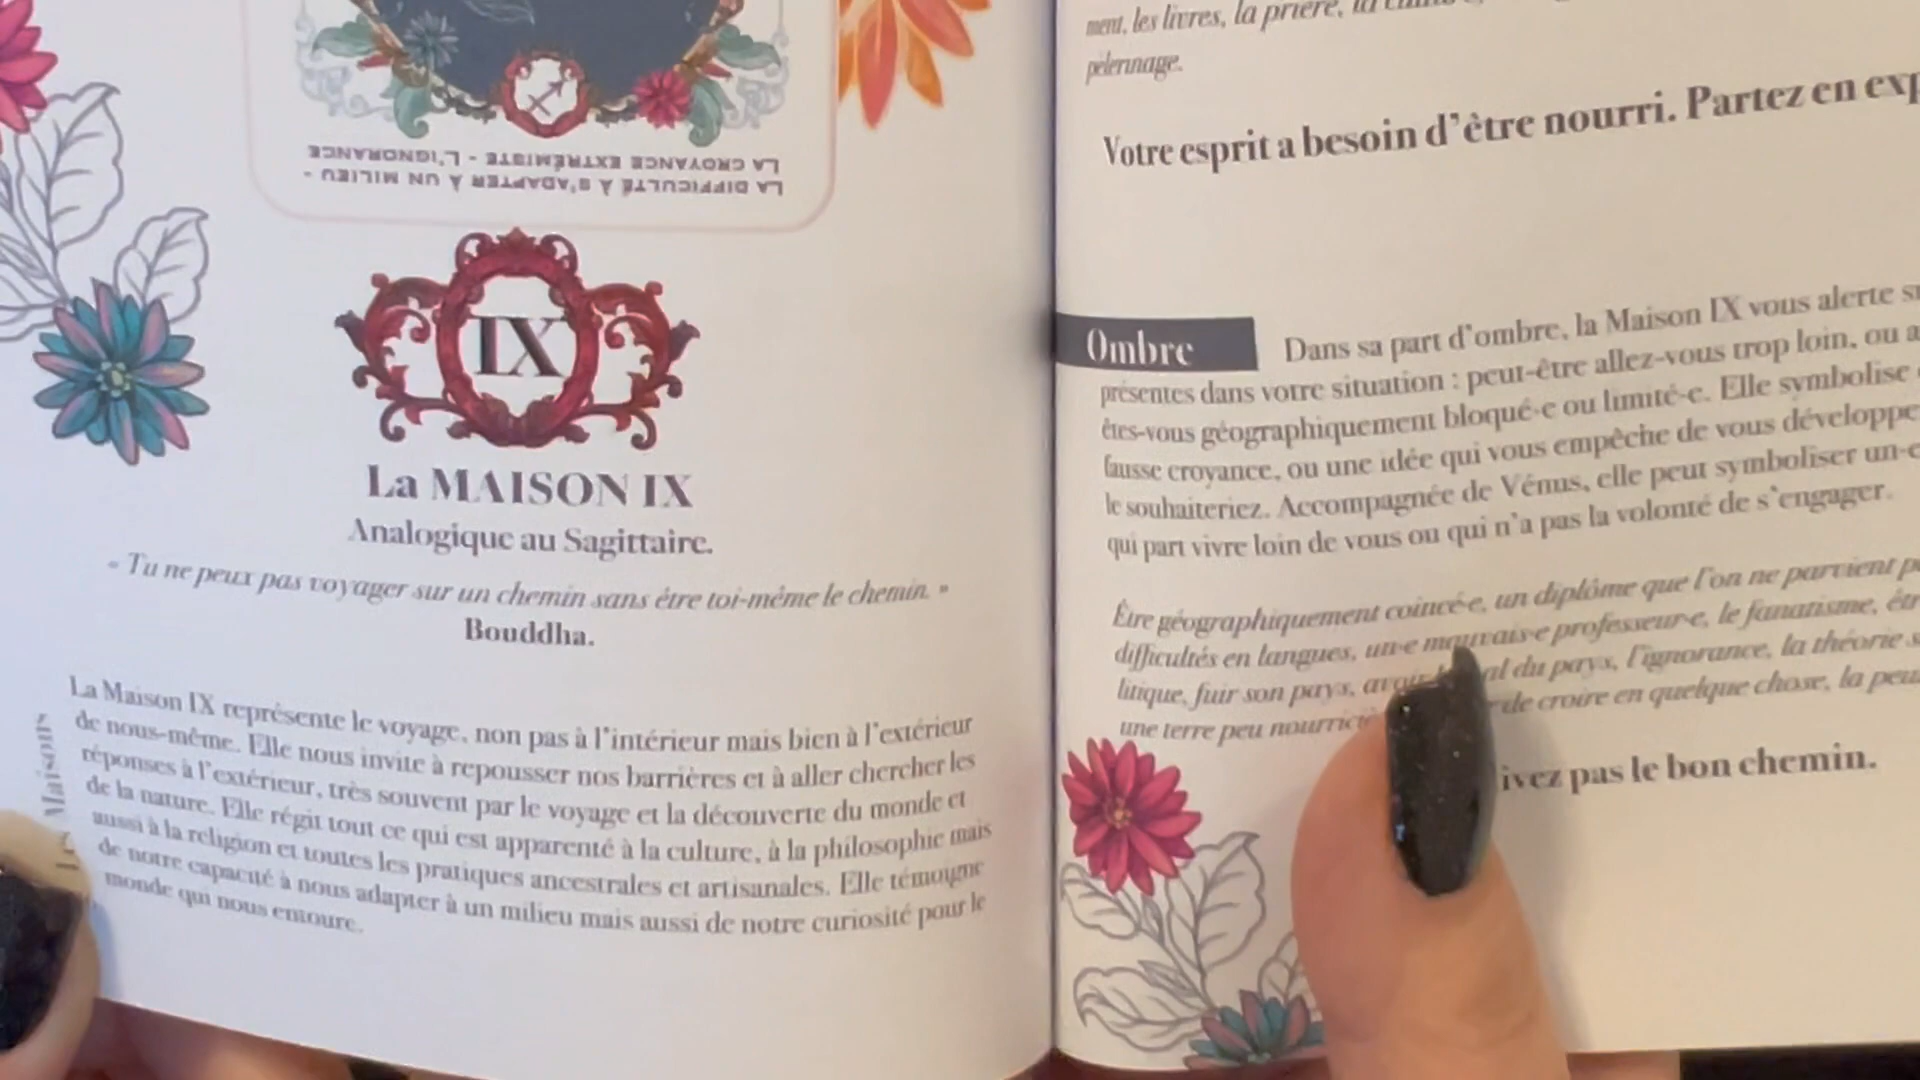 LA DIFFICULTÉ À S'ADAPTER À UN MILIEU -
LA CROYANCE EXTRÉMISTE - L'IGNORANCE
IX
La MAISON IX
Analogique au Sagittaire.
« Tu ne peux pas voyager sur un chemin sans être toi-même le chemin. »
Bouddha.
La Maison IX représente le voyage, non pas à l'intérieur mais bien à l'extérieur
de nous-même. Elle nous invite à repousser nos barrières et à aller chercher les
réponses à l'extérieur, très souvent par le voyage et la découverte du monde et
de la nature. Elle régit tout ce qui est apparenté à la culture, à la philosophie mais
aussi à la religion et toutes les pratiques ancestrales et artisanales. Elle témoigne
de notre capacité à nous adapter à un milieu mais aussi de notre curiosité pour le
monde qui nous entoure.
Maison
ment, les livres, la prière, la
pèlerinage.
Votre esprit a besoin d'être nourri. Partez en
Ombre
Dans sa part d'ombre, la Maison IX vous alerte
présentes dans votre situation : peut-être allez-vous trop loin, ou
êtes-vous géographiquement bloqué·e ou limité·e. Elle symbolise
fausse croyance, ou une idée qui vous empêche de vous
le souhaiteriez. Accompagnée de Vénus, elle peut symboliser
qui part vivre loin de vous ou qui n'a pas la volonté de s'engager.
Être géographiquement coincé·e, un diplôme que l'on ne parvient
difficultés en langues, un·e mauvais·e professeur·e, le fanatisme,
fuir son pays, avoir al du pays, l'ignorance, la théorie
une terre peu de croire en quelque chose, la
ivez pas le bon chemin.